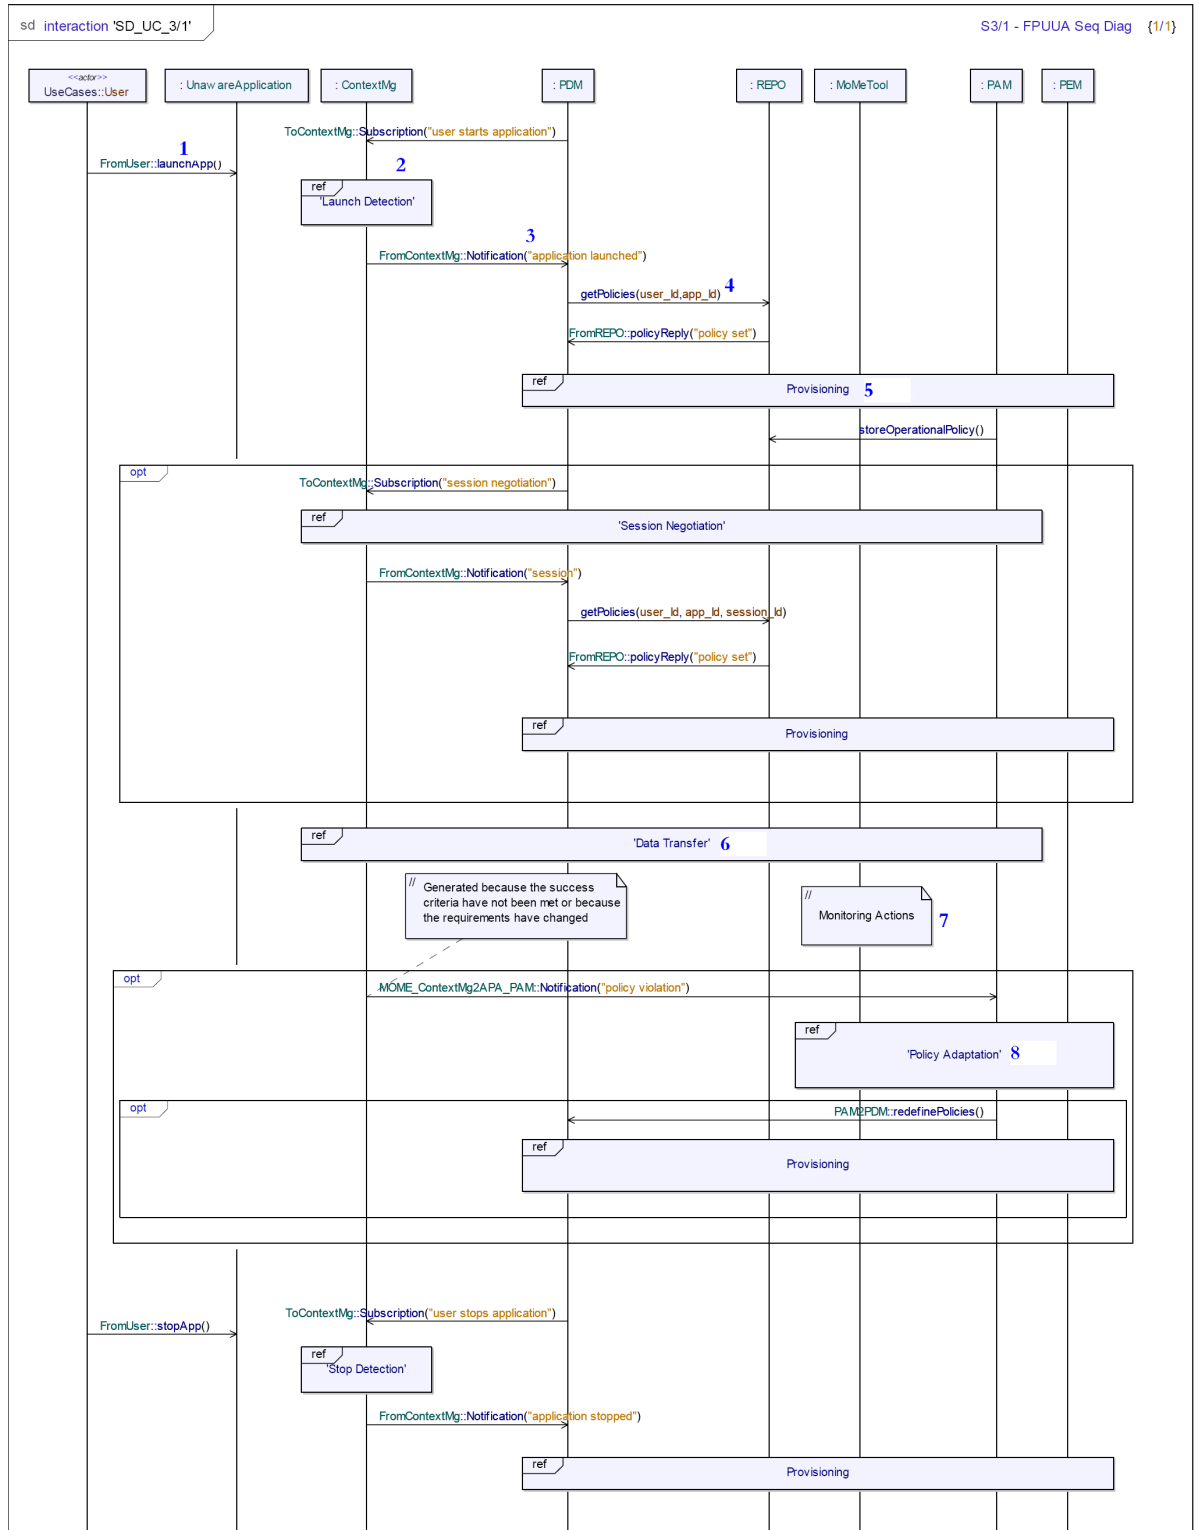 sd interaction 'SD_UC_3/1'
S3/1 - FPUUA Seq Diag {1/1}
<<actor>>
UseCases::User
: UnawareApplication
: ContextMg
: PDM
: REPO
: MoMeTool
: PAM
: PEM
ToContextMg::Subscription("user starts application")
1
FromUser::launchApp()
2
ref
'Launch Detection'
3
FromContextMg::Notification("application launched")
4
getPolicies(user_Id,app_Id)
FromREPO::policyReply("policy set")
ref
Provisioning 5
storeOperationalPolicy()
opt
ToContextMg::Subscription("session negotiation")
ref
'Session Negotiation'
FromContextMg::Notification("session")
getPolicies(user_Id, app_Id, session_Id)
FromREPO::policyReply("policy set")
ref
Provisioning
ref
'Data Transfer' 6
// Generated because the success
criteria have not been met or because
the requirements have changed
//
Monitoring Actions 7
opt
MOME_ContextMg2APA_PAM::Notification("policy violation")
ref
'Policy Adaptation' 8
opt
PAM2PDM::redefinePolicies()
ref
Provisioning
ToContextMg::Subscription("user stops application")
FromUser::stopApp()
ref
'Stop Detection'
FromContextMg::Notification("application stopped")
ref
Provisioning